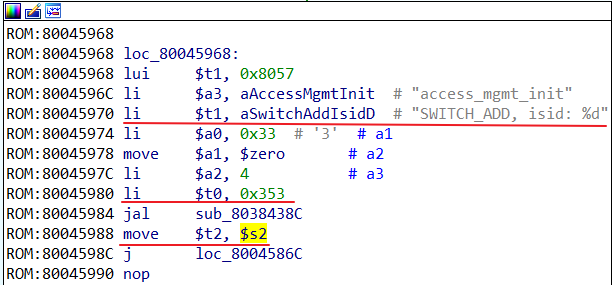 ROM:80045968
ROM:80045968 loc_80045968:
ROM:80045968 lui $t1, 0x8057
ROM:8004596C li $a3, aAccessMgmtInit # "access_mgmt_init"
ROM:80045970 li $t1, aSwitchAddIsidD # "SWITCH_ADD, isid: %d"
ROM:80045974 li $a0, 0x33 # '3' # a1
ROM:80045978 move $a1, $zero # a2
ROM:8004597C li $a2, 4 # a3
ROM:80045980 li $t0, 0x353
ROM:80045984 jal sub_8038438C
ROM:80045988 move $t2, $s2
ROM:8004598C j loc_8004586C
ROM:80045990 nop